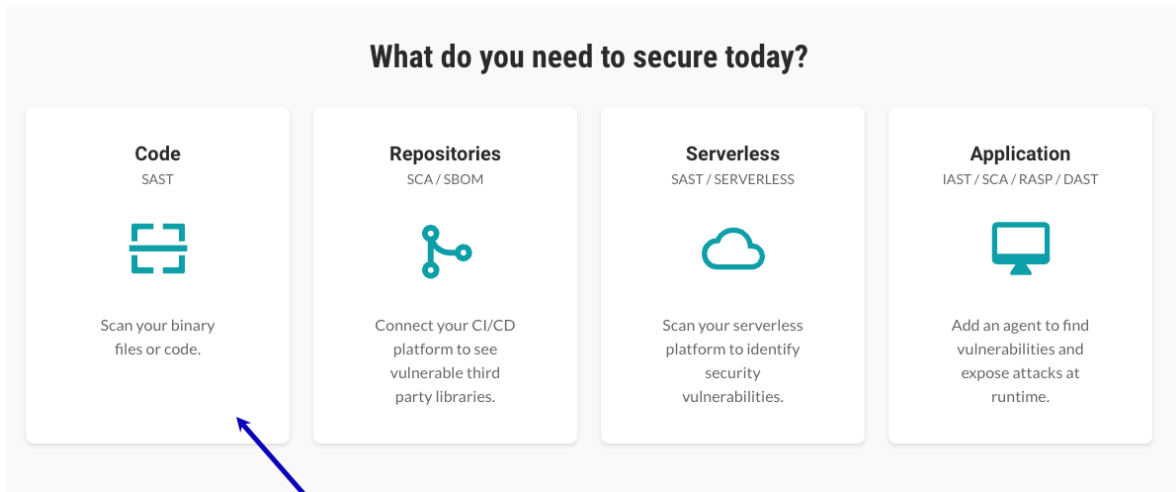 What do you need to secure today?
Code
SAST
Scan your binary
files or code.
Repositories
SCA / SBOM
Connect your CI/CD
platform to see
vulnerable third
party libraries.
Serverless
SAST / SERVERLESS
Scan your serverless
platform to identify
security
vulnerabilities.
Application
IAST / SCA / RASP / DAST
Add an agent to find
vulnerabilities and
expose attacks at
runtime.